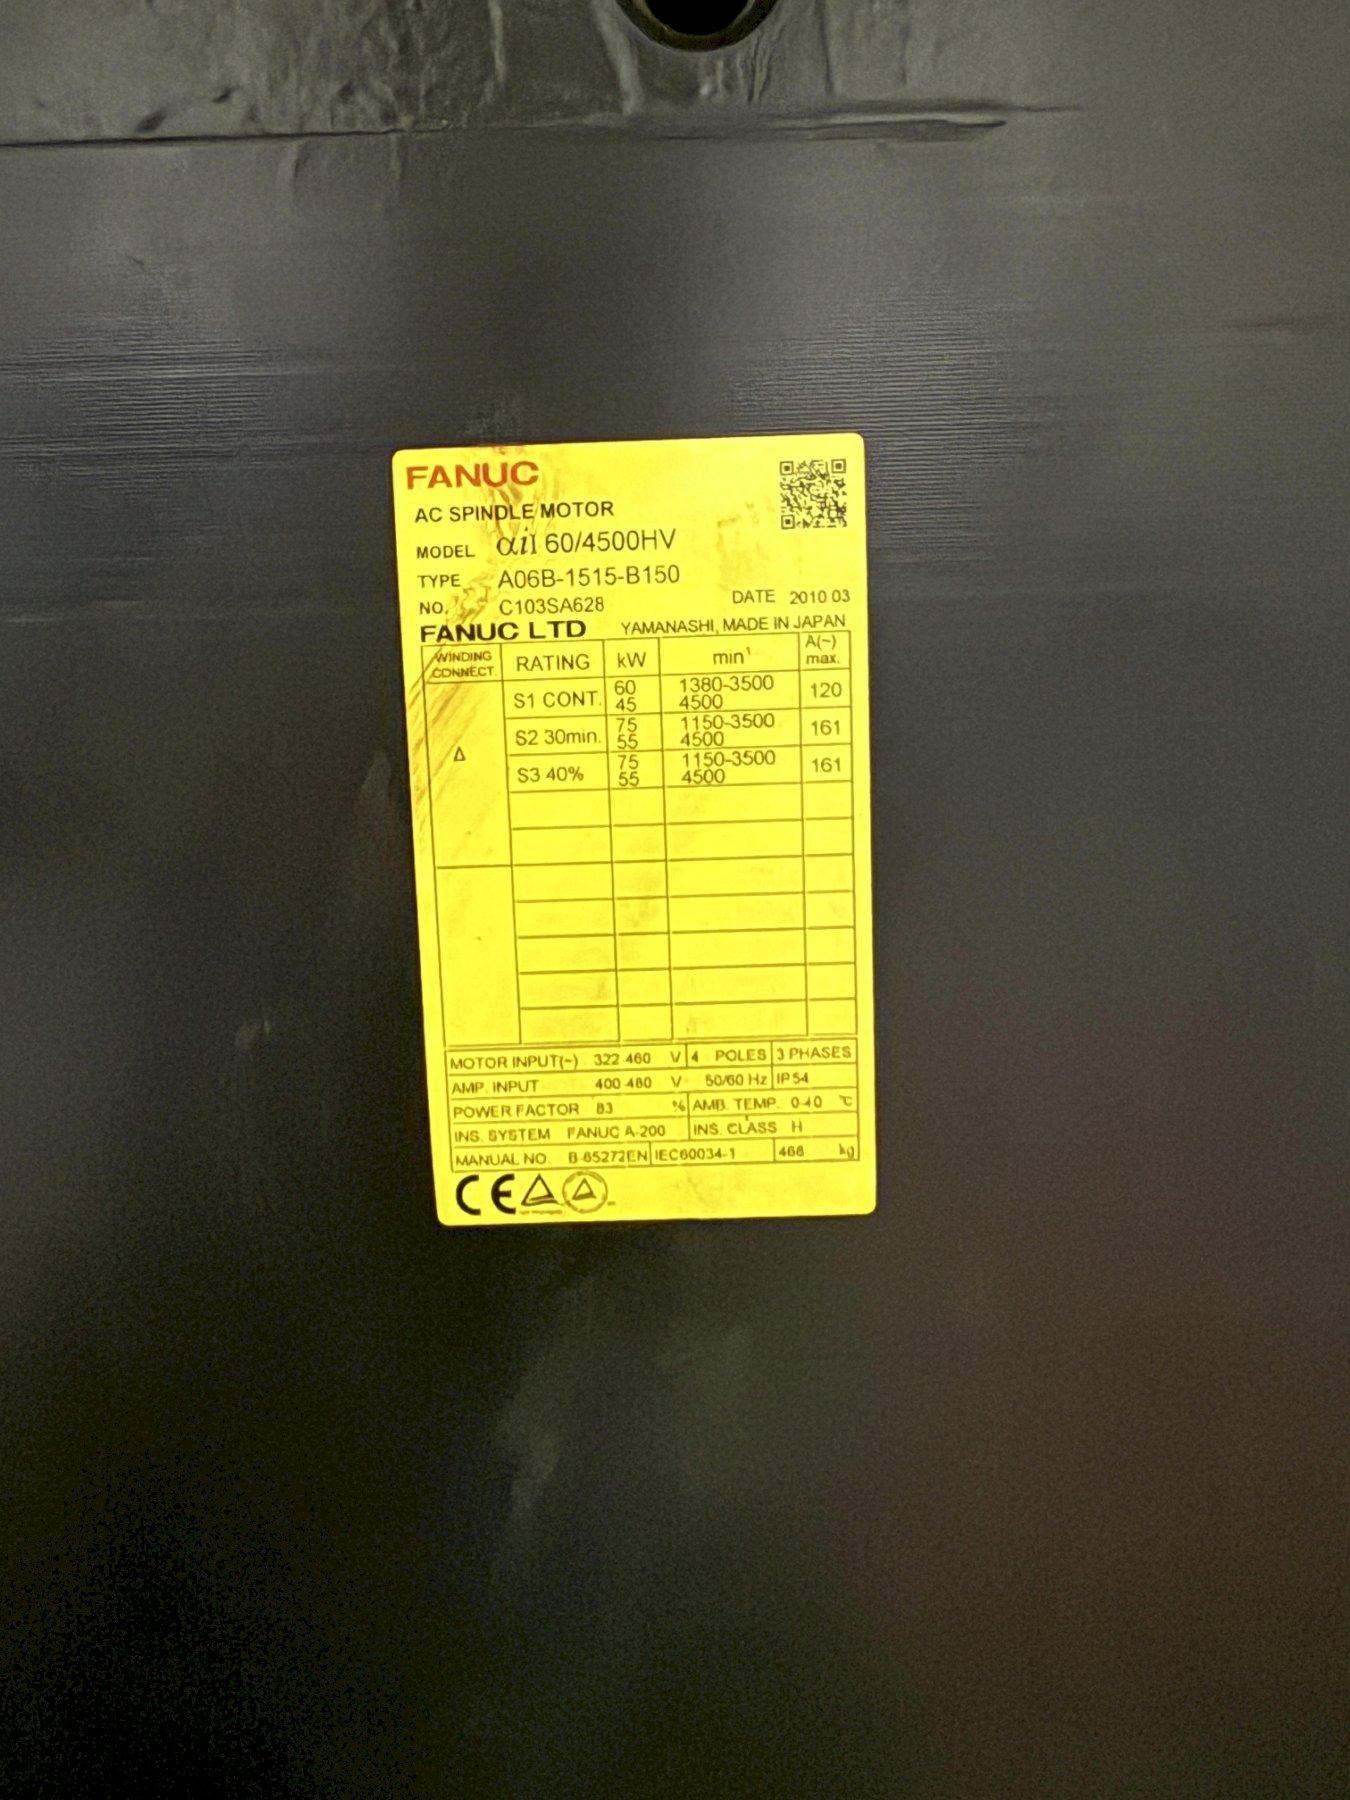 FANUC
AC SPINDLE MOTOR
MODEL αiI 60/4500HV
TYPE A06B-1515-B150
NO. C103SA628 DATE 2010 03
FANUC LTD YAMANASHI, MADE IN JAPAN
WINDING CONNECT. RATING kW min⁻¹ A(~) max.
S1 CONT. 60 1380-3500 120
45 4500
Δ S2 30min. 75 1150-3500 161
55 4500
S3 40% 75 1150-3500 161
55 4500
MOTOR INPUT(~) 322 460 V 4 POLES 3 PHASES
AMP. INPUT 400 480 V 50/60 Hz IP54
POWER FACTOR 83 % AMB. TEMP. 0-40 ℃
INS. SYSTEM FANUC A-200 INS. CLASS H
MANUAL NO. B-65272EN IEC60034-1 468 kg
CE